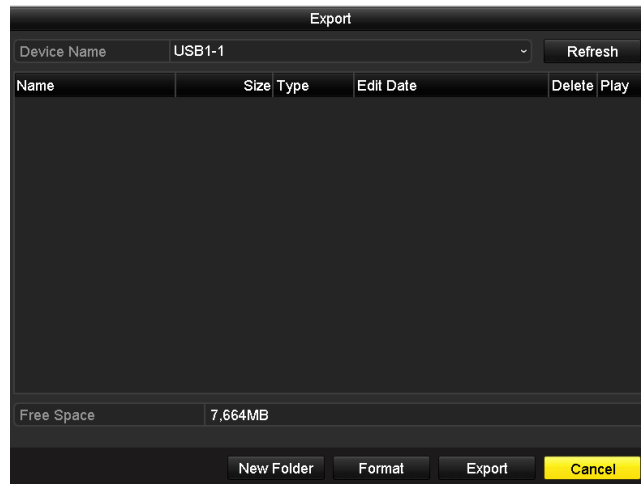 Export
Device Name USB1-1 Refresh
Name Size Type Edit Date Delete Play
Free Space 7,664MB
New Folder Format Export Cancel